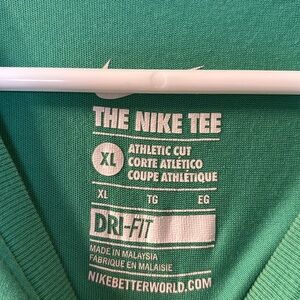 THE NIKE TEE
XL
ATHLETIC CUT
CORTE ATLÉTICO
COUPE ATHLÉTIQUE
XL TG EG
DRI-FIT
MADE IN MALAYSIA
FABRIQUE EN MALAISIE
NIKEBETTERWORLD.COM